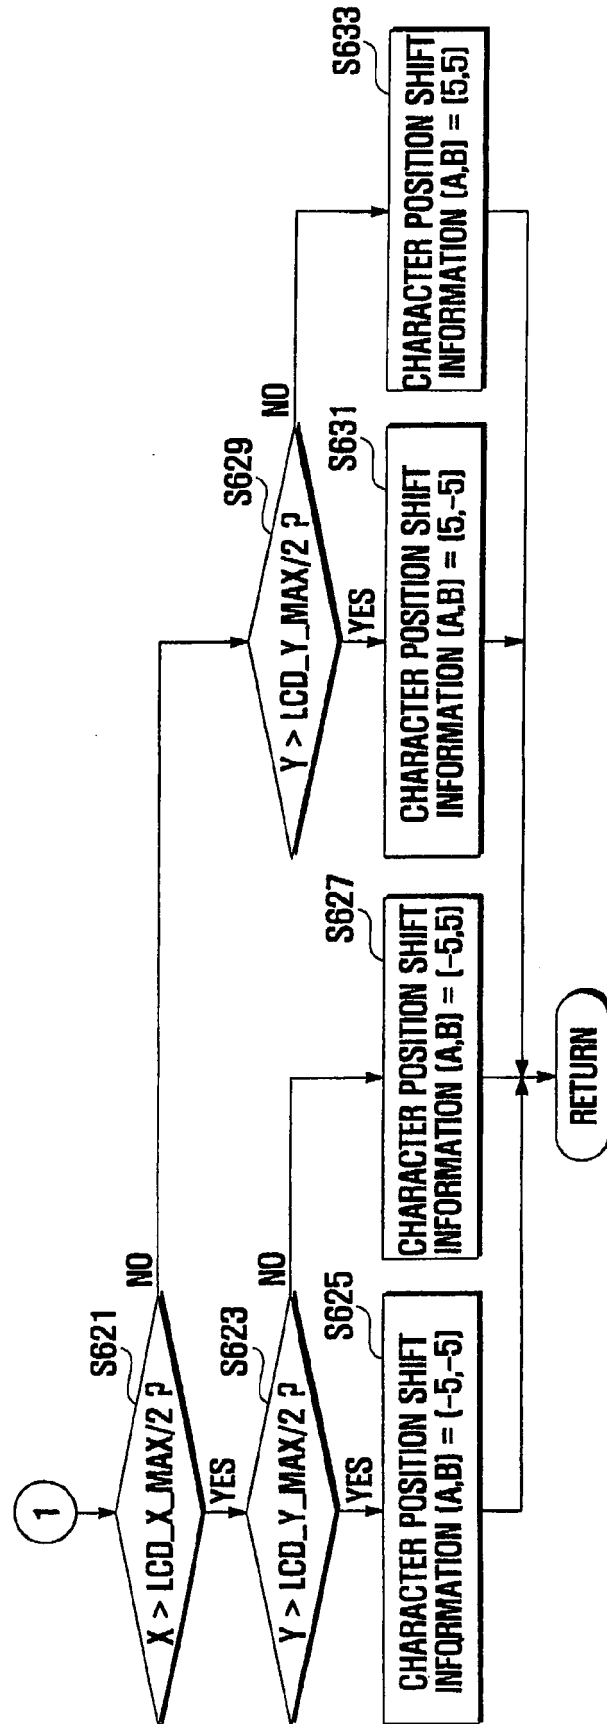 1
S621
X > LCD_X_MAX/2 ?
NO
YES
S623
Y > LCD_Y_MAX/2 ?
NO
YES
S629
Y > LCD_Y_MAX/2 ?
NO
YES
S625
CHARACTER POSITION SHIFT
INFORMATION (A,B) = (-5,-5)
S627
CHARACTER POSITION SHIFT
INFORMATION (A,B) = (-5,5)
S631
CHARACTER POSITION SHIFT
INFORMATION (A,B) = (5,-5)
S633
CHARACTER POSITION SHIFT
INFORMATION (A,B) = (5,5)
RETURN